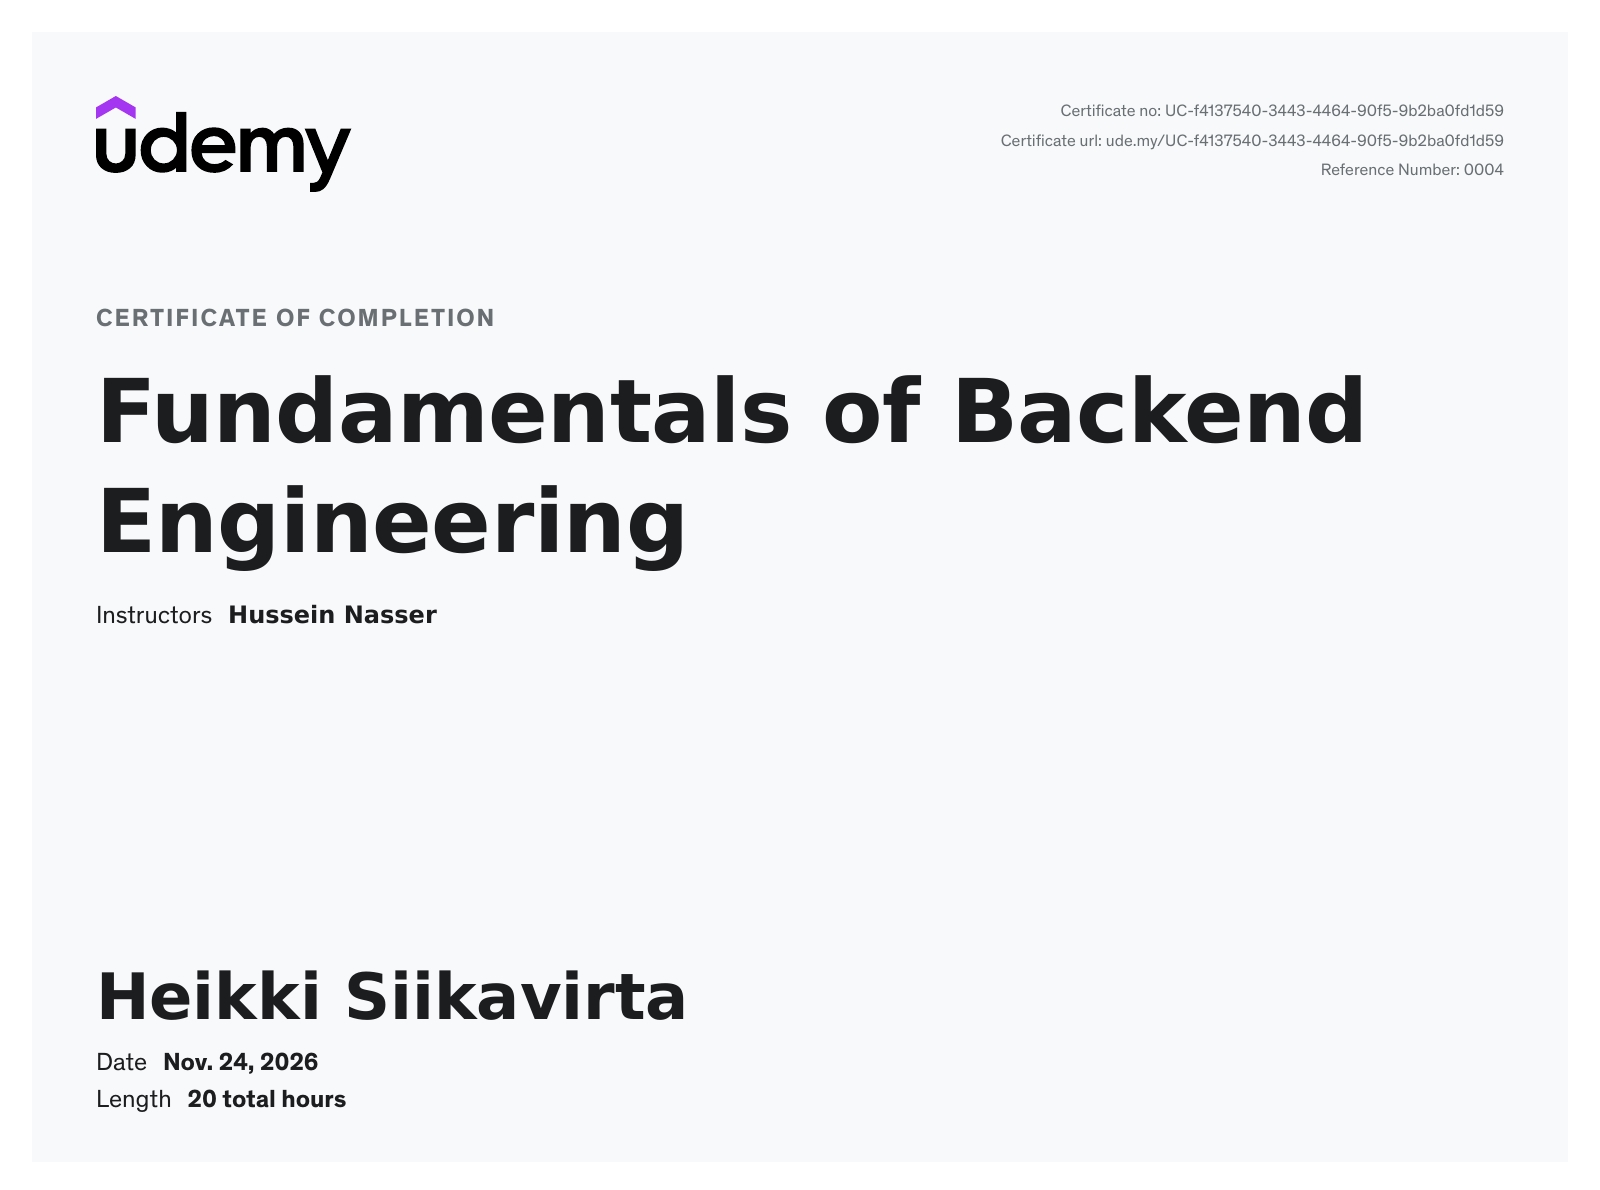 udemy
Certificate no: UC-f4137540-3443-4464-90f5-9b2ba0fd1d59
Certificate url: ude.my/UC-f4137540-3443-4464-90f5-9b2ba0fd1d59
Reference Number: 0004
CERTIFICATE OF COMPLETION
Fundamentals of Backend
Engineering
Instructors Hussein Nasser
Heikki Siikavirta
Date Nov. 24, 2026
Length 20 total hours